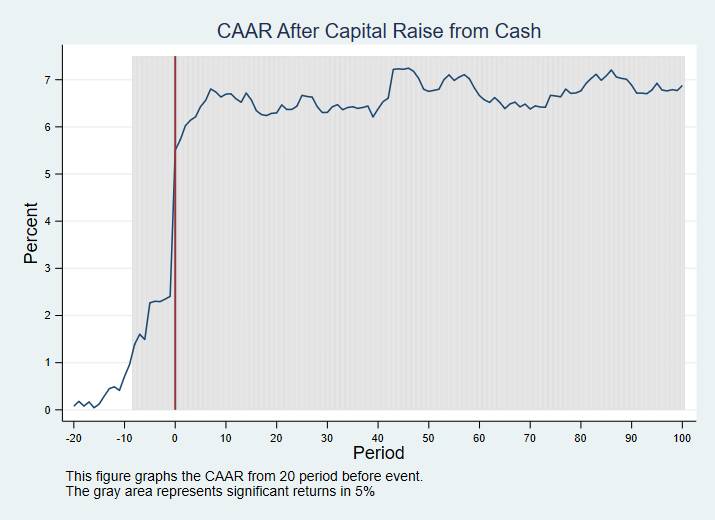 CAAR After Capital Raise from Cash
Percent
7
6
5
4
3
2
1
0
-20 -10 0 10 20 30 40 50 60 70 80 90 100
Period
This figure graphs the CAAR from 20 period before event.
The gray area represents significant returns in 5%